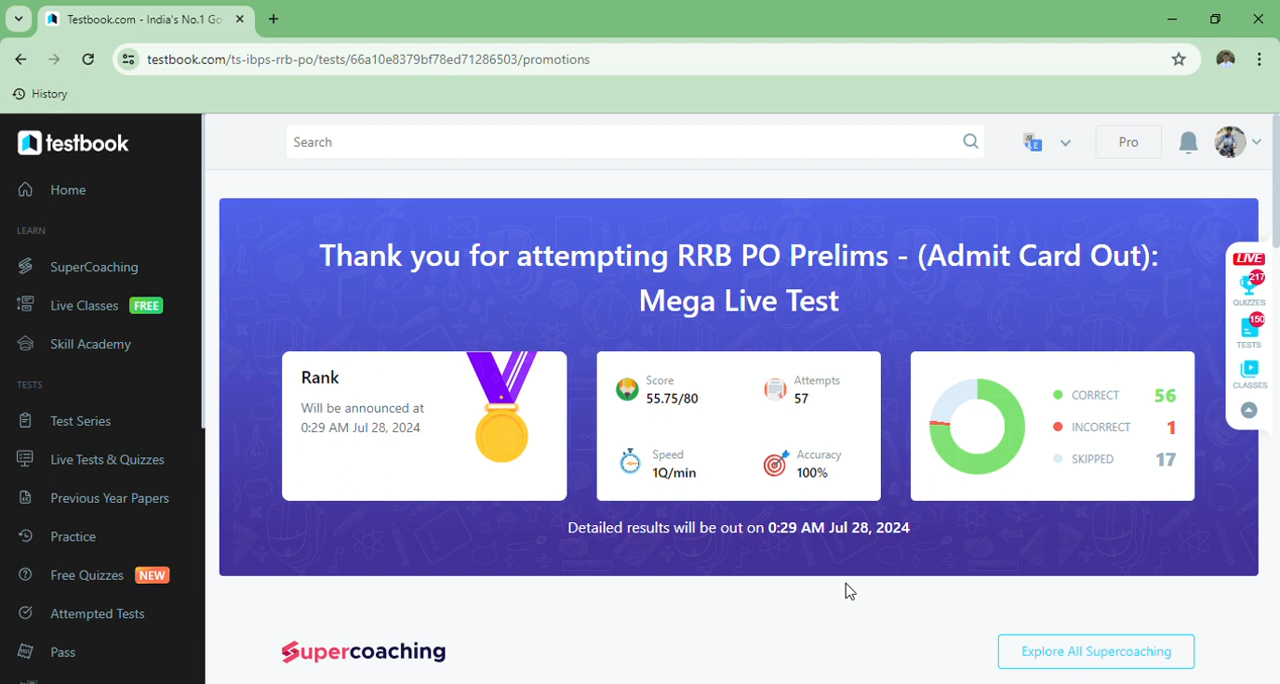 Testbook.com - India's No.1 Go
testbook.com/ts-ibps-rrb-po/tests/66a10e8379bf78ed71286503/promotions
History
testbook
Search
Pro
Home
LEARN
SuperCoaching
Live Classes FREE
Skill Academy
TESTS
Test Series
Live Tests & Quizzes
Previous Year Papers
Practice
Free Quizzes NEW
Attempted Tests
Pass
Thank you for attempting RRB PO Prelims - (Admit Card Out):
Mega Live Test
Rank
Will be announced at
0:29 AM Jul 28, 2024
Score
55.75/80
Attempts
57
Speed
1Q/min
Accuracy
100%
CORRECT 56
INCORRECT 1
SKIPPED 17
Detailed results will be out on 0:29 AM Jul 28, 2024
LIVE
217
QUIZZES
150
TESTS
CLASSES
Supercoaching
Explore All Supercoaching